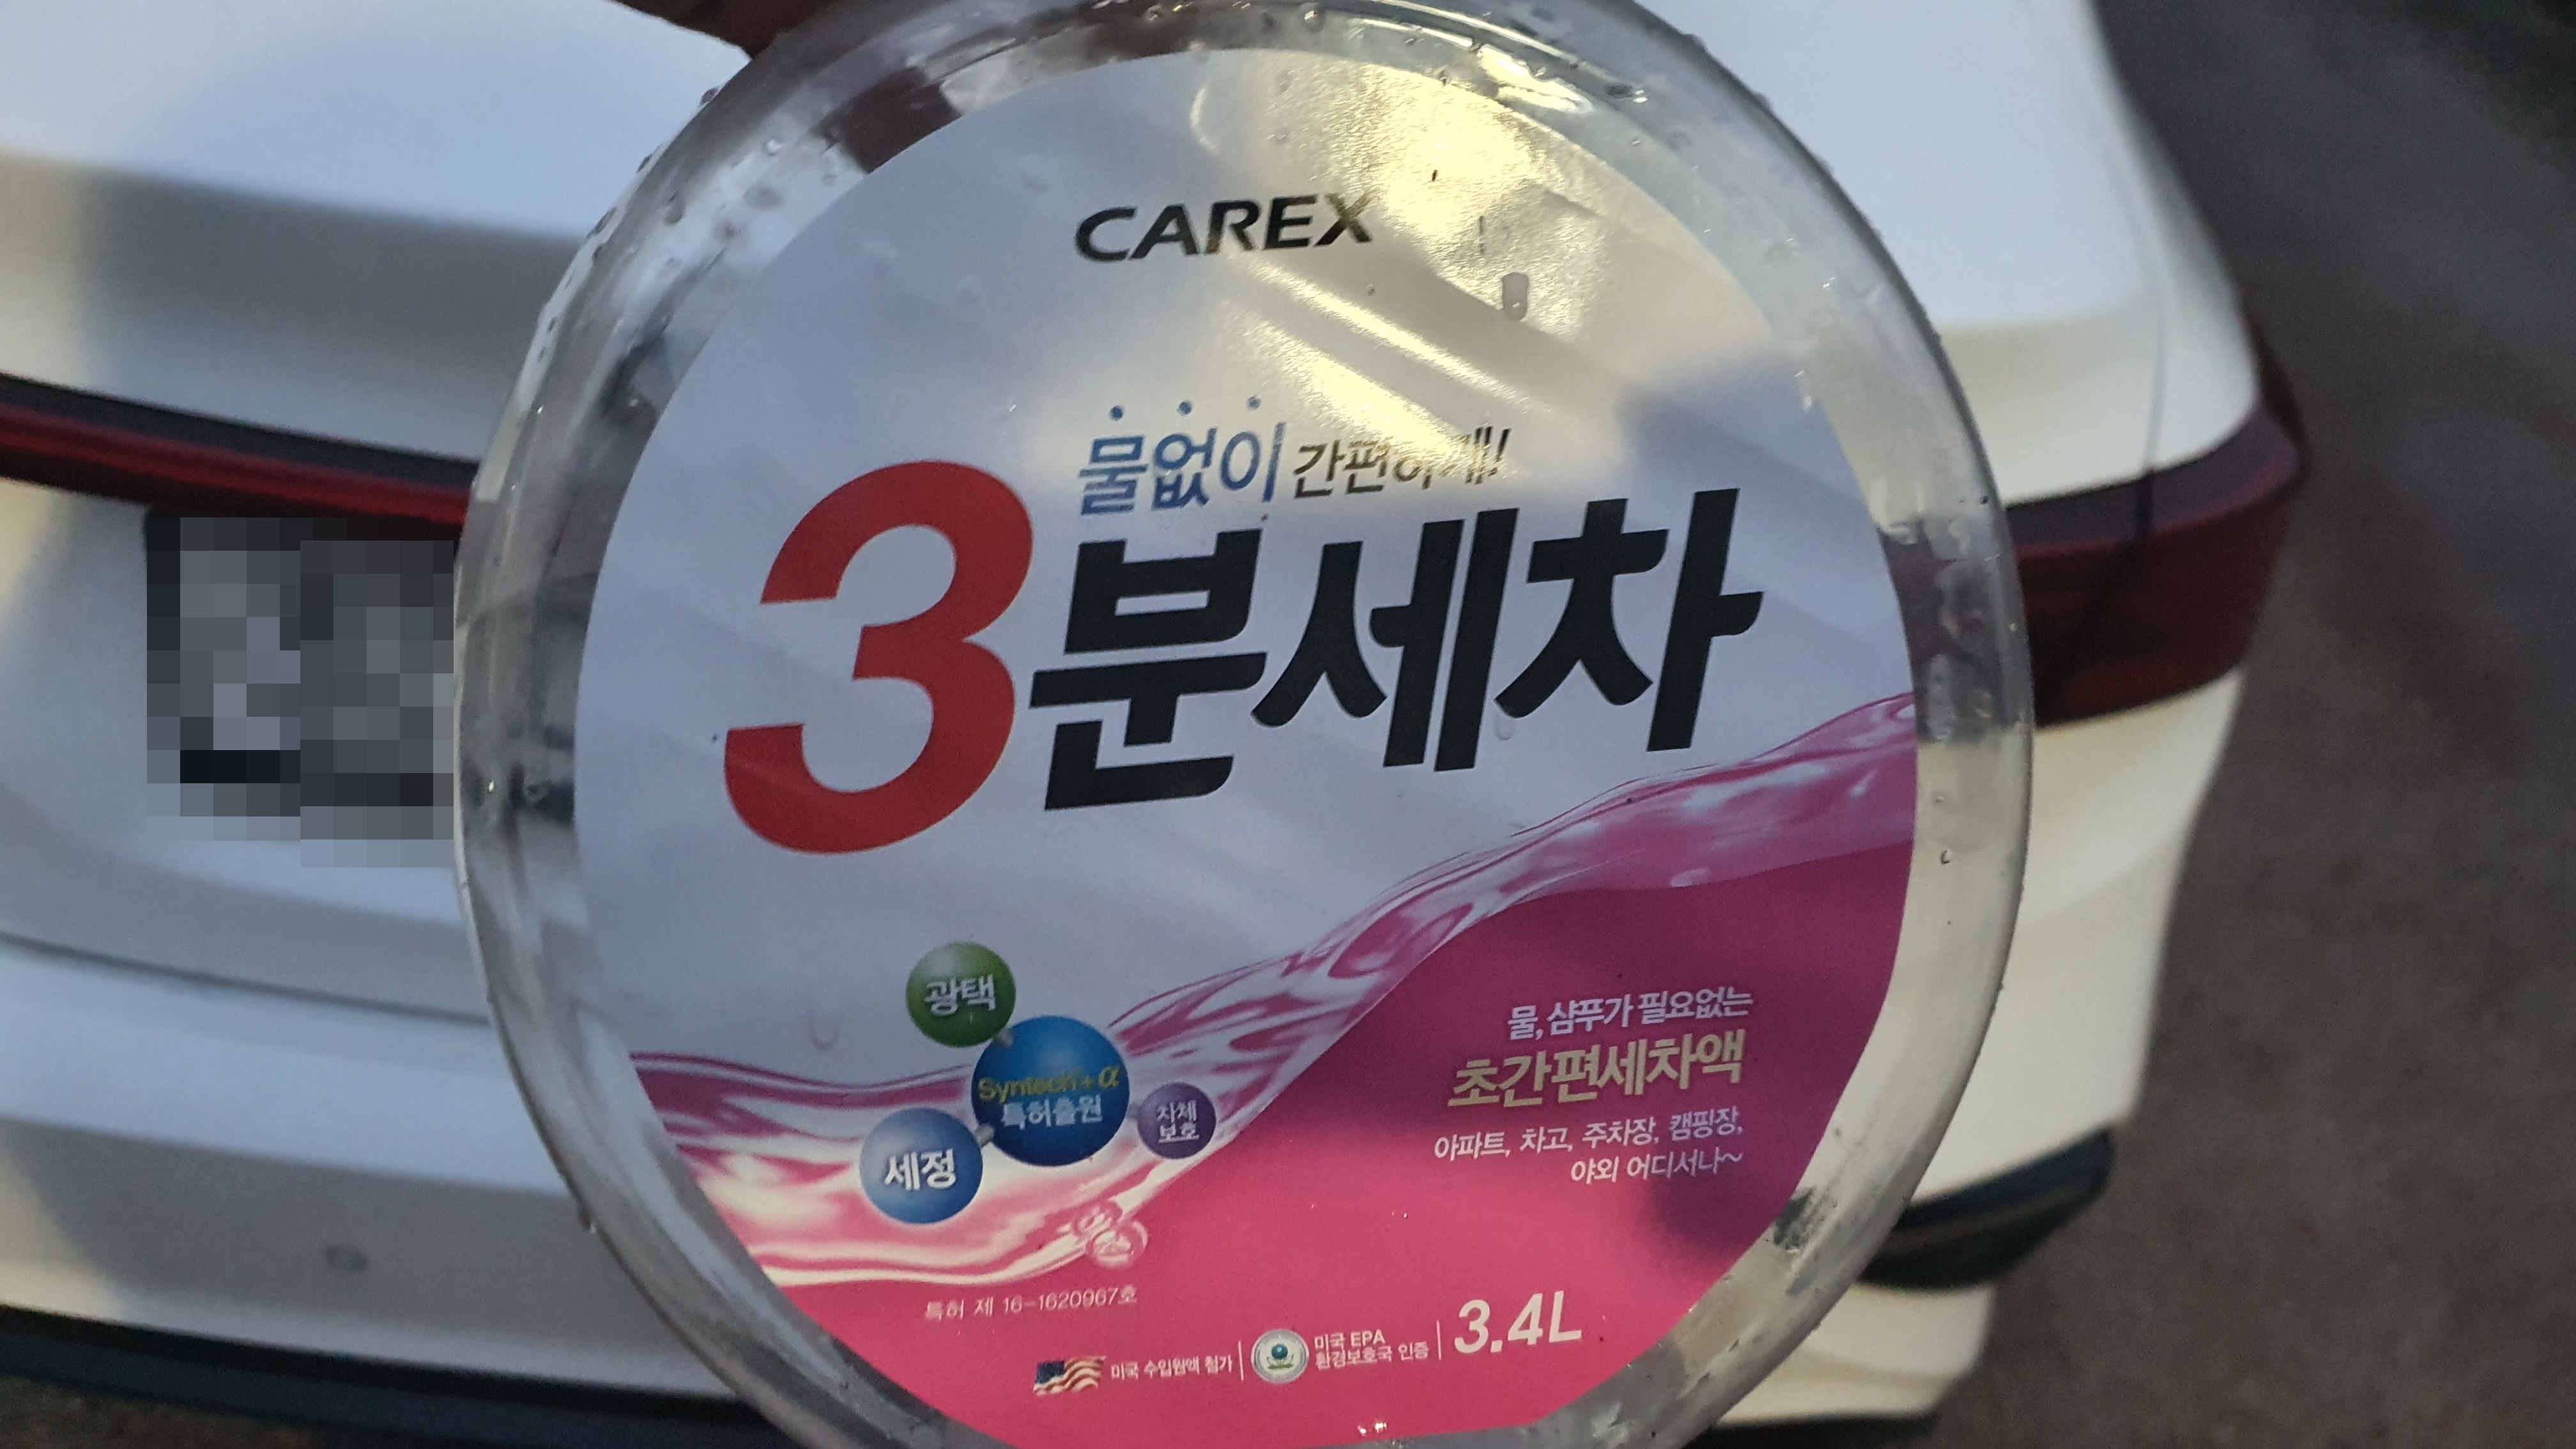 CAREX
물없이 간편하게!
3분세차
광택
Syntech+α
특허출원
차체
보호
세정
물, 샴푸가 필요없는
초간편세차액
아파트, 차고, 주차장, 캠핑장,
야외 어디서나~
특허 제 16-1620967호
미국 수입원액 첨가
미국 EPA
환경보호국 인증
3.4L